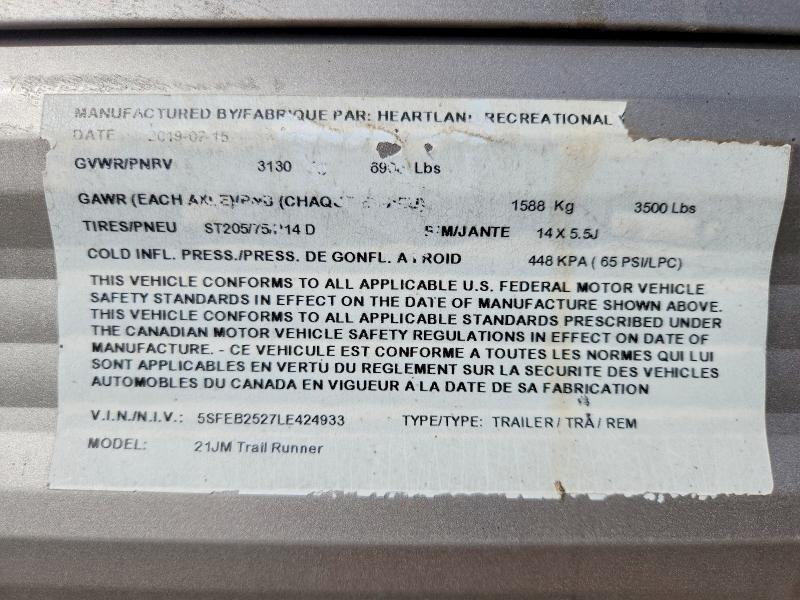 MANUFACTURED BY/FABRIQUE PAR: HEARTLAND RECREATIONAL
DATE 2019-07-15
GVWR/PNBV 3130 Lbs
GAWR (EACH AXLE)/PNB (CHAQUE ESSIEU) 1588 Kg 3500 Lbs
TIRES/PNEU ST205/75R14 D RIM/JANTE 14 X 5.5J
COLD INFL. PRESS./PRESS. DE GONFL. A FROID 448 KPA ( 65 PSI/LPC)
THIS VEHICLE CONFORMS TO ALL APPLICABLE U.S. FEDERAL MOTOR VEHICLE
SAFETY STANDARDS IN EFFECT ON THE DATE OF MANUFACTURE SHOWN ABOVE.
THIS VEHICLE CONFORMS TO ALL APPLICABLE STANDARDS PRESCRIBED UNDER
THE CANADIAN MOTOR VEHICLE SAFETY REGULATIONS IN EFFECT ON DATE OF
MANUFACTURE. - CE VEHICULE EST CONFORME A TOUTES LES NORMES QUI LUI
SONT APPLICABLES EN VERTU DU REGLEMENT SUR LA SECURITE DES VEHICLES
AUTOMOBILES DU CANADA EN VIGUEUR A LA DATE DE SA FABRICATION
V.I.N./N.I.V.: 5SFEB2527LE424933 TYPE/TYPE: TRAILER / TRA / REM
MODEL: 21JM Trail Runner